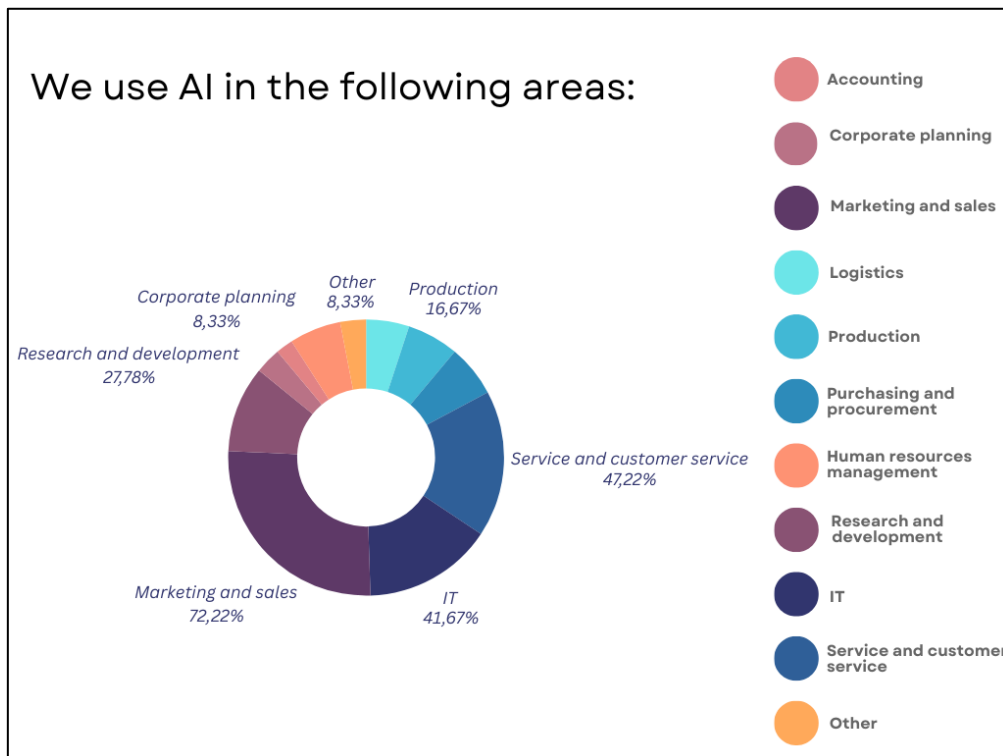 We use AI in the following areas:
Other
8,33%
Production
16,67%
Corporate planning
8,33%
Research and development
27,78%
Service and customer service
47,22%
Marketing and sales
72,22%
IT
41,67%
Accounting
Corporate planning
Marketing and sales
Logistics
Production
Purchasing and
procurement
Human resources
management
Research and
development
IT
Service and customer
service
Other